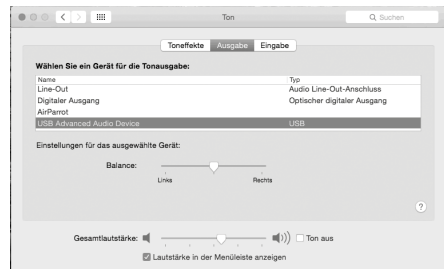 Ton
Suchen
Toneffekte Ausgabe Eingabe
Wählen Sie ein Gerät für die Tonausgabe:
Name Typ
Line-Out Audio Line-Out-Anschluss
Digitaler Ausgang Optischer digitaler Ausgang
AirParrot
USB Advanced Audio Device USB
Einstellungen für das ausgewählte Gerät:
Balance:
Links Rechts
?
Gesamtlautstärke: Ton aus
Lautstärke in der Menüleiste anzeigen